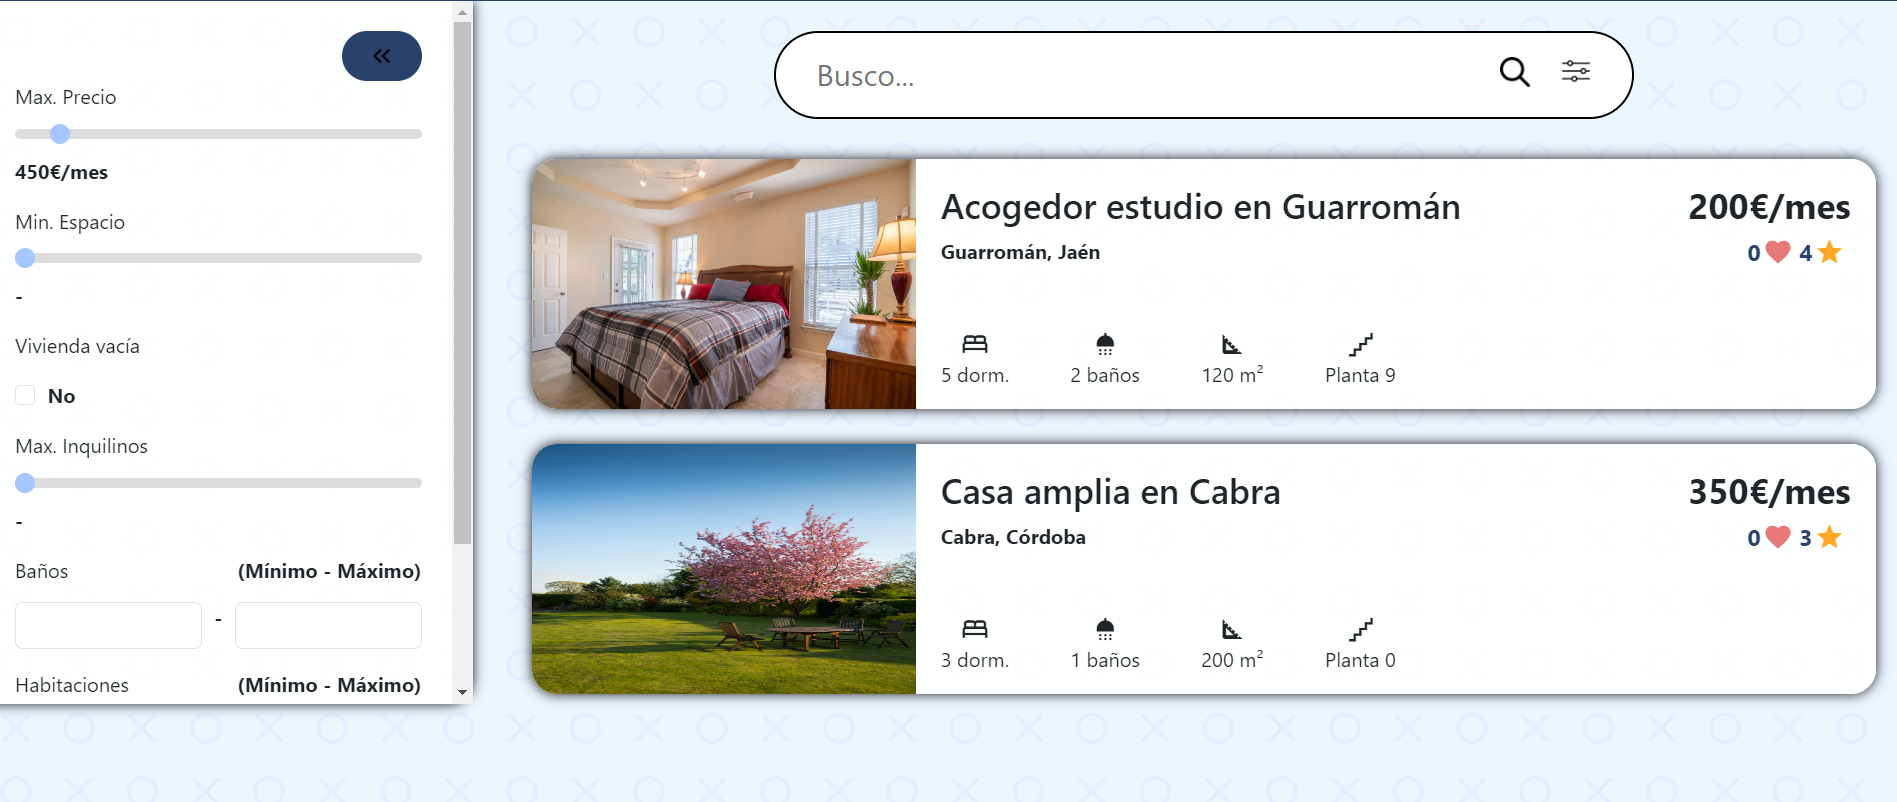 Max. Precio
450€/mes
Min. Espacio
-
Vivienda vacía
No
Max. Inquilinos
-
Baños (Mínimo - Máximo)
-
Habitaciones (Mínimo - Máximo)
Busco...
Acogedor estudio en Guarromán 200€/mes
Guarromán, Jaén 0 4
5 dorm. 2 baños 120 m² Planta 9
Casa amplia en Cabra 350€/mes
Cabra, Córdoba 0 3
3 dorm. 1 baños 200 m² Planta 0